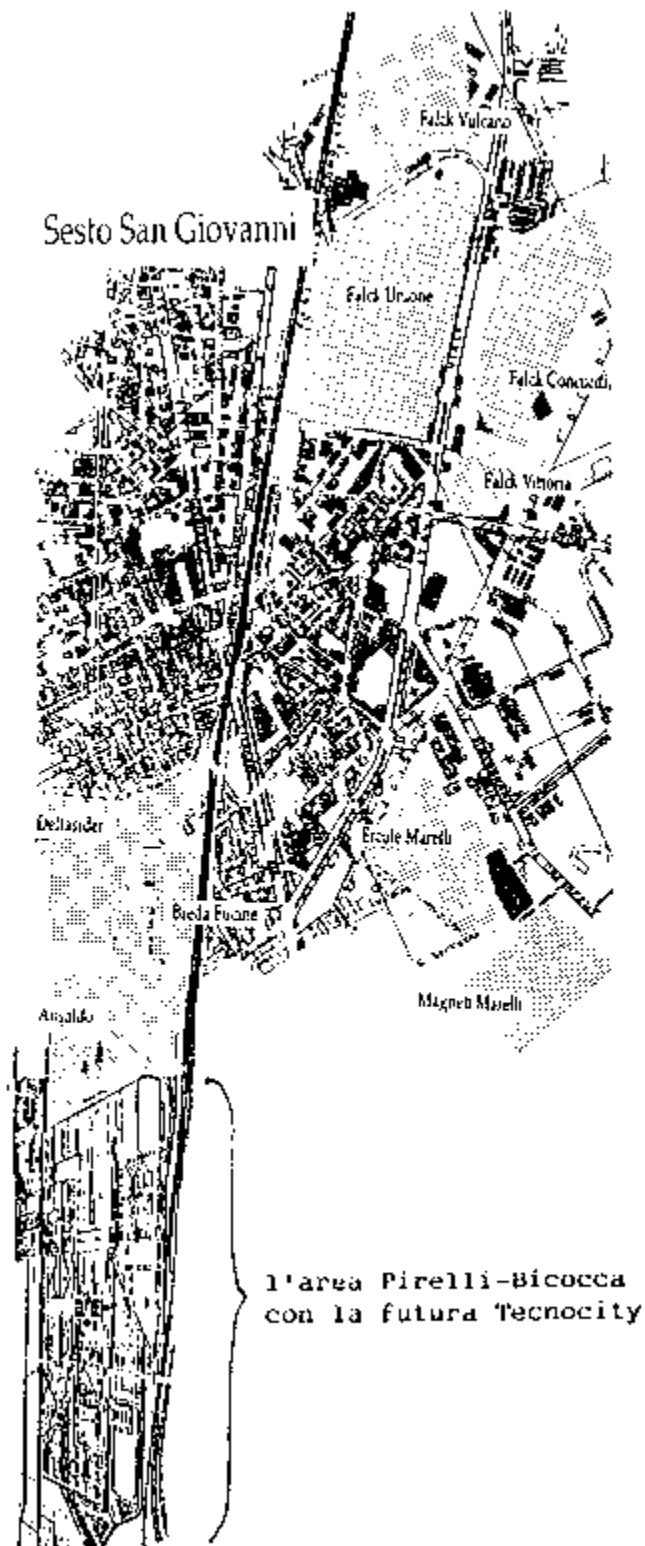 Falck Vulcano
Sesto San Giovanni
Falck Unione
Falck Concordi
Falck Vittoria
Deltasider
Ercole Marelli
Breda Fucine
Magneti Marelli
Ansaldo
l'area Pirelli-Bicocca
con la futura Tecnocity